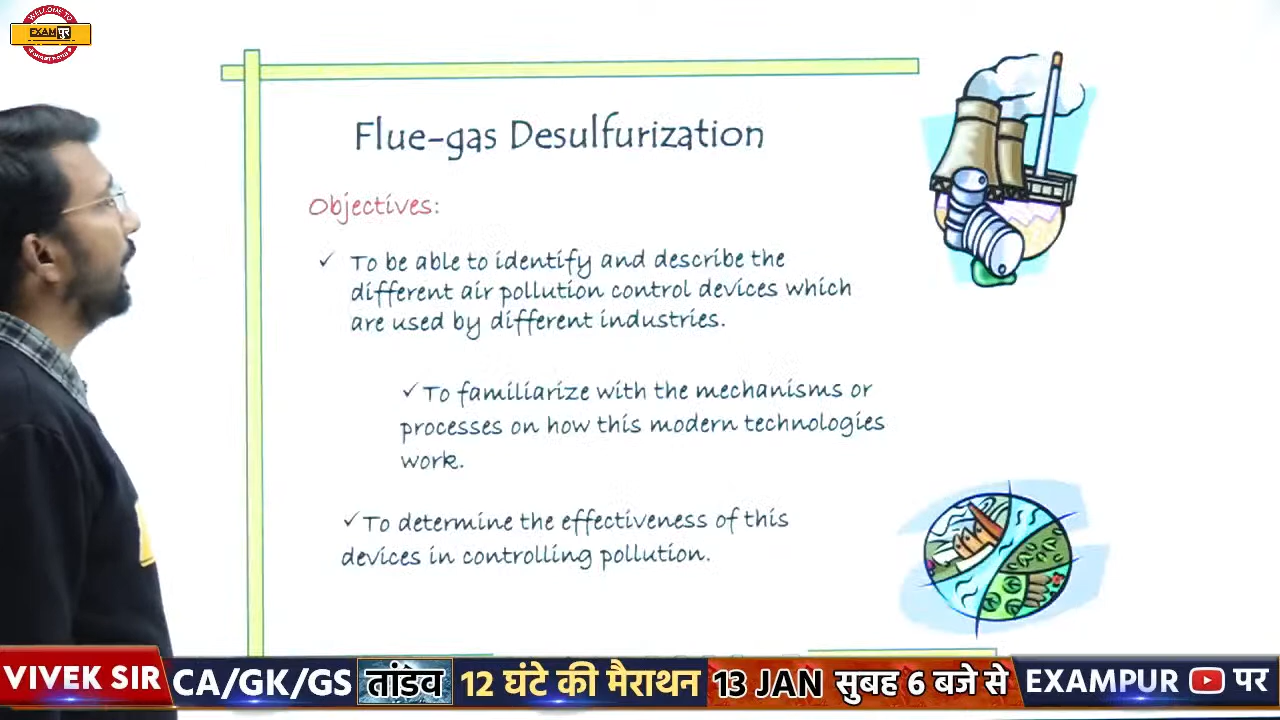 WELCOME TO
EXAM पुर
Flue-gas Desulfurization
Objectives:
✓ To be able to identify and describe the
different air pollution control devices which
are used by different industries.
✓ To familiarize with the mechanisms or
processes on how this modern technologies
work.
✓ To determine the effectiveness of this
devices in controlling pollution.
VIVEK SIR CA/GK/GS तांडव 12 घंटे की मैराथन 13 JAN सुबह 6 बजे से EXAMPUR पर